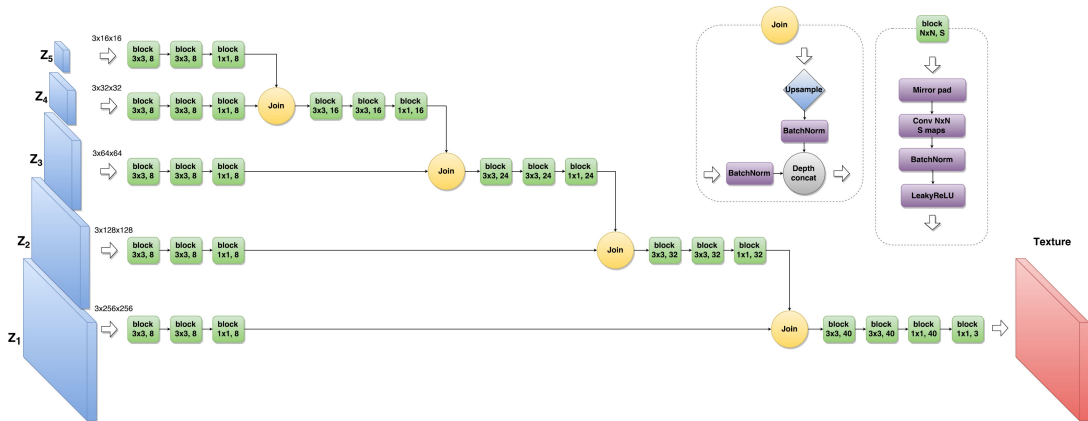 Z5
3x16x16
block
3x3, 8
block
3x3, 8
block
1x1, 8
Z4
3x32x32
block
3x3, 8
block
3x3, 8
block
1x1, 8
Join
block
3x3, 16
block
3x3, 16
block
1x1, 16
Z3
3x64x64
block
3x3, 8
block
3x3, 8
block
1x1, 8
Join
block
3x3, 24
block
3x3, 24
block
1x1, 24
Z2
3x128x128
block
3x3, 8
block
3x3, 8
block
1x1, 8
Join
block
3x3, 32
block
3x3, 32
block
1x1, 32
Z1
3x256x256
block
3x3, 8
block
3x3, 8
block
1x1, 8
Join
block
3x3, 40
block
3x3, 40
block
1x1, 40
block
1x1, 3
Texture
Join
Upsample
BatchNorm
BatchNorm
Depth
concat
block
NxN, S
Mirror pad
Conv NxN
S maps
BatchNorm
LeakyReLU